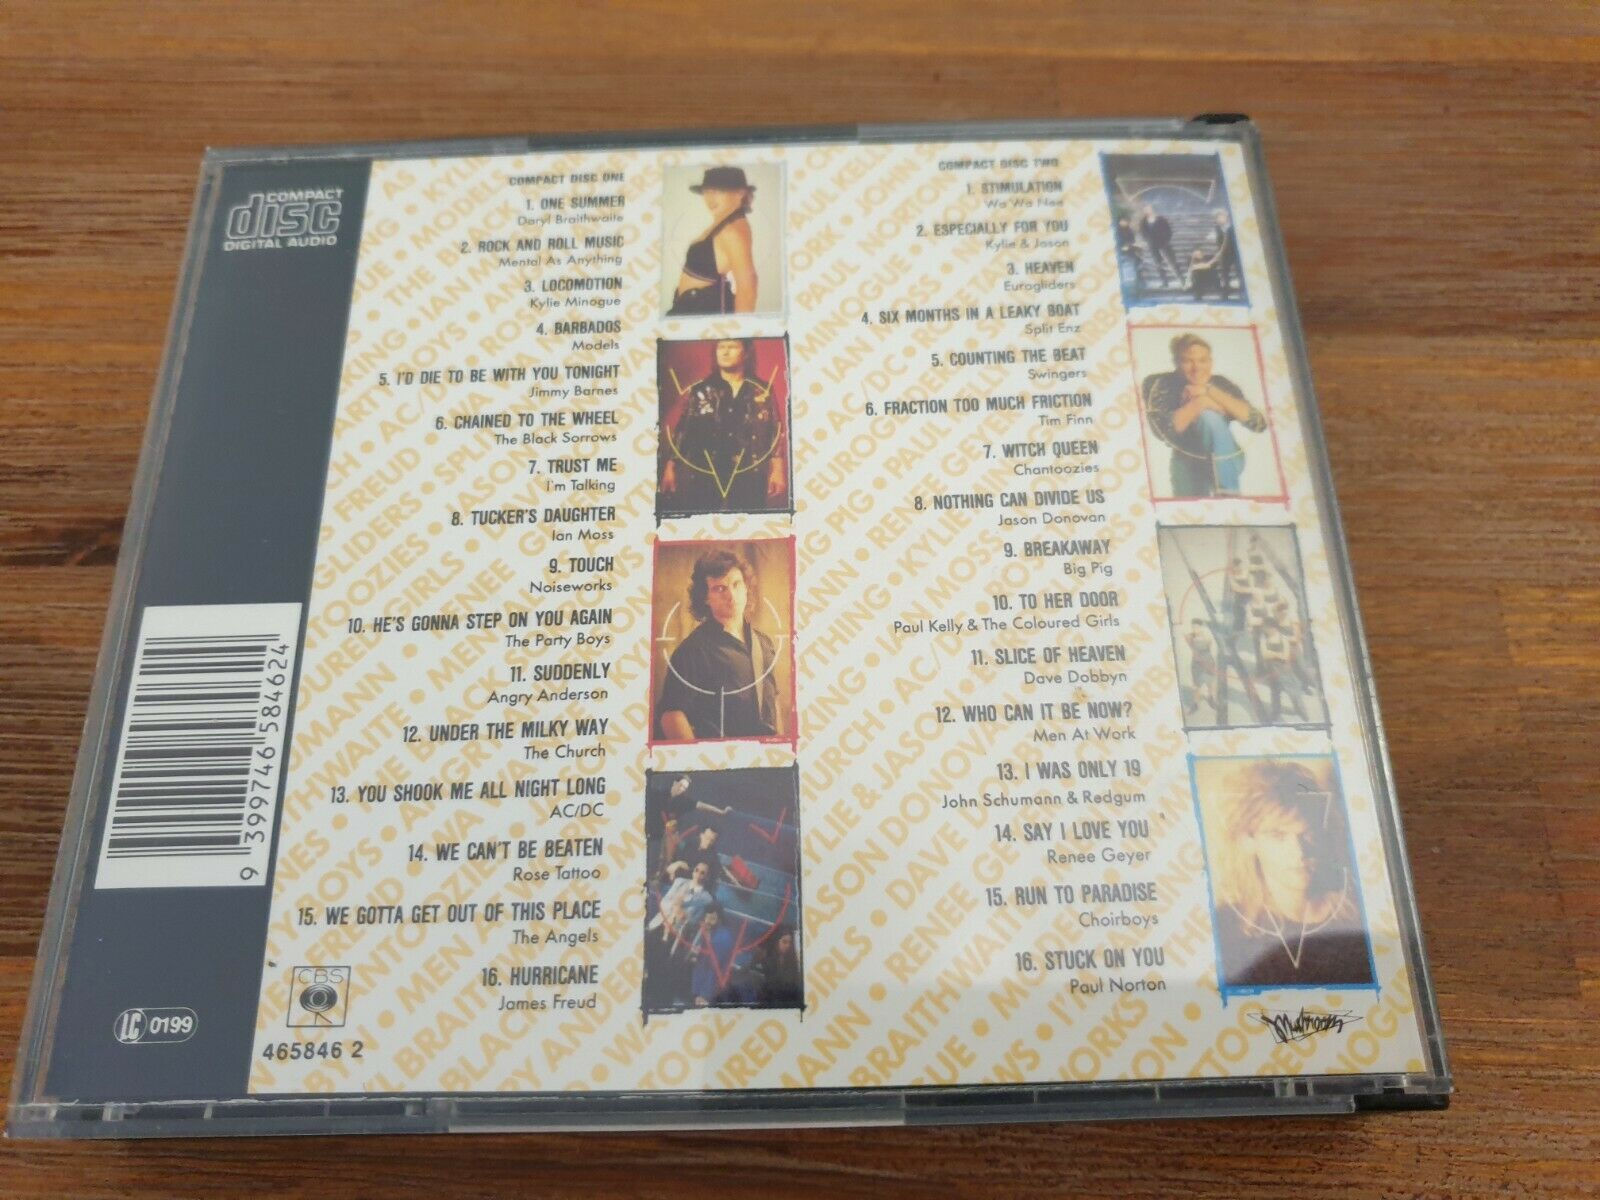 COMPACT
disc
DIGITAL AUDIO
COMPACT DISC ONE
1. ONE SUMMER
Daryl Braithwaite
2. ROCK AND ROLL MUSIC
Mental As Anything
3. LOCOMOTION
Kylie Minogue
4. BARBADOS
Models
5. I'D DIE TO BE WITH YOU TONIGHT
Jimmy Barnes
6. CHAINED TO THE WHEEL
The Black Sorrows
7. TRUST ME
I'm Talking
8. TUCKER'S DAUGHTER
Ian Moss
9. TOUCH
Noiseworks
10. HE'S GONNA STEP ON YOU AGAIN
The Party Boys
11. SUDDENLY
Angry Anderson
12. UNDER THE MILKY WAY
The Church
13. YOU SHOOK ME ALL NIGHT LONG
AC/DC
14. WE CAN'T BE BEATEN
Rose Tattoo
15. WE GOTTA GET OUT OF THIS PLACE
The Angels
16. HURRICANE
James Freud
COMPACT DISC TWO
1. STIMULATION
Wa Wa Nee
2. ESPECIALLY FOR YOU
Kylie & Jason
3. HEAVEN
Eurogliders
4. SIX MONTHS IN A LEAKY BOAT
Split Enz
5. COUNTING THE BEAT
Swingers
6. FRACTION TOO MUCH FRICTION
Tim Finn
7. WITCH QUEEN
Chantoozies
8. NOTHING CAN DIVIDE US
Jason Donovan
9. BREAKAWAY
Big Pig
10. TO HER DOOR
Paul Kelly & The Coloured Girls
11. SLICE OF HEAVEN
Dave Dobbyn
12. WHO CAN IT BE NOW?
Men At Work
13. I WAS ONLY 19
John Schumann & Redgum
14. SAY I LOVE YOU
Renee Geyer
15. RUN TO PARADISE
Choirboys
16. STUCK ON YOU
Paul Norton
9 399746 584624
LC 0199
CBS
465846 2